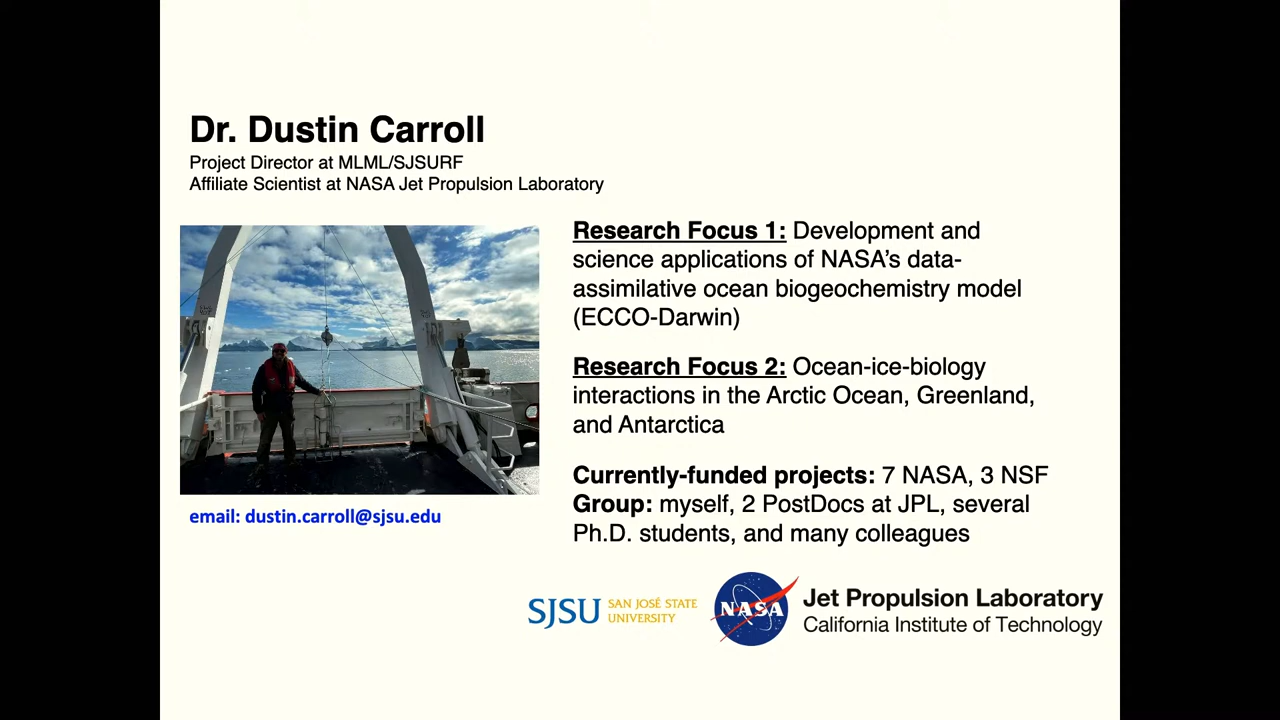 Dr. Dustin Carroll
Project Director at MLML/SJSURF
Affiliate Scientist at NASA Jet Propulsion Laboratory
Research Focus 1: Development and
science applications of NASA’s data-
assimilative ocean biogeochemistry model
(ECCO-Darwin)
Research Focus 2: Ocean-ice-biology
interactions in the Arctic Ocean, Greenland,
and Antarctica
Currently-funded projects: 7 NASA, 3 NSF
Group: myself, 2 PostDocs at JPL, several
Ph.D. students, and many colleagues
email: dustin.carroll@sjsu.edu
SJSU SAN JOSÉ STATE
UNIVERSITY
NASA
Jet Propulsion Laboratory
California Institute of Technology